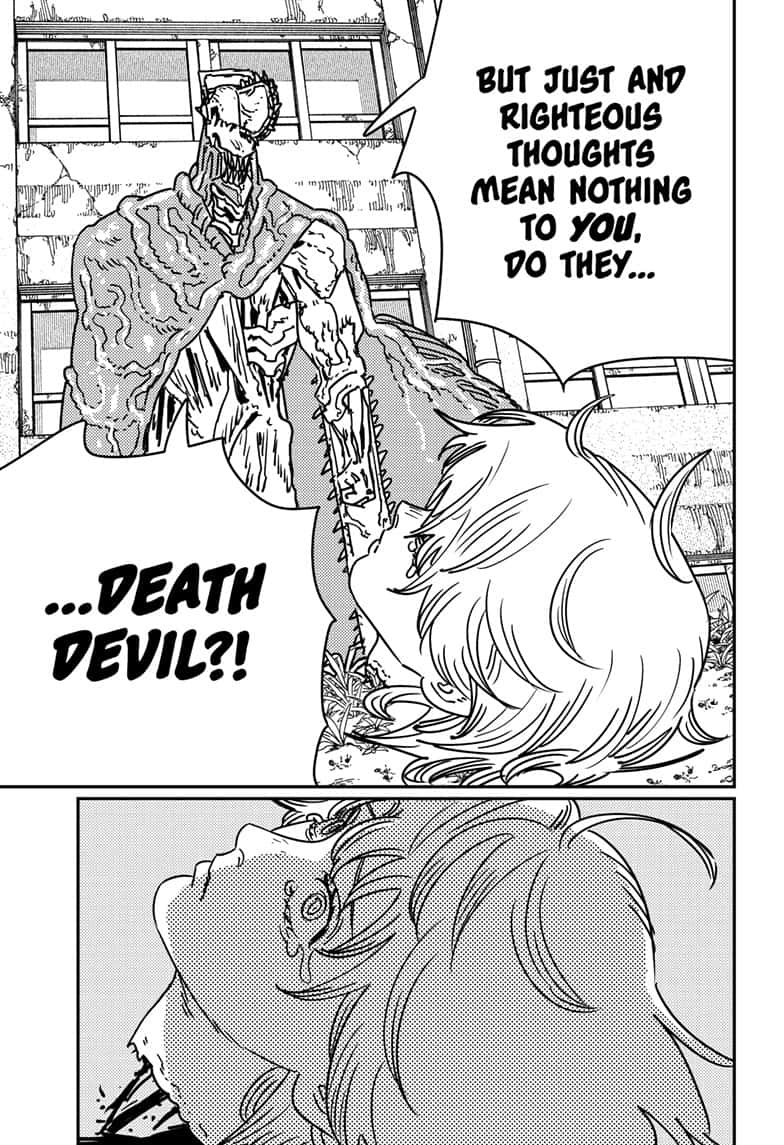 BUT JUST AND
RIGHTEOUS
THOUGHTS
MEAN NOTHING
TO YOU,
DO THEY...
...DEATH
DEVIL?!